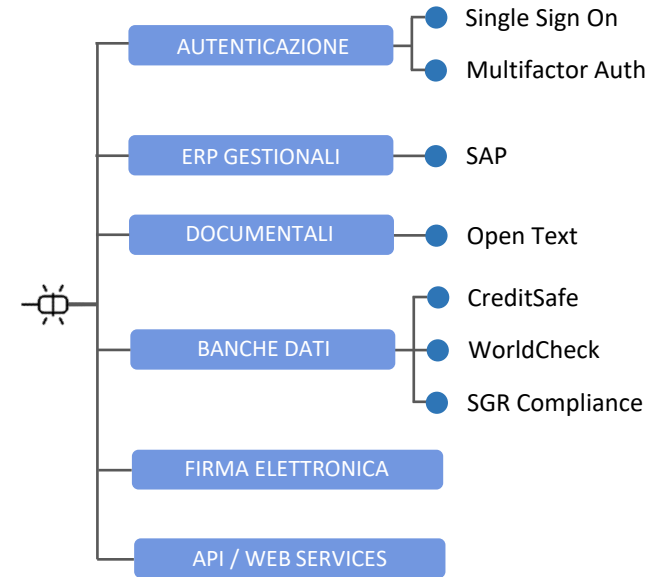 AUTENTICAZIONE
Single Sign On
Multifactor Auth
ERP GESTIONALI
SAP
DOCUMENTALI
Open Text
BANCHE DATI
CreditSafe
WorldCheck
SGR Compliance
FIRMA ELETTRONICA
API / WEB SERVICES